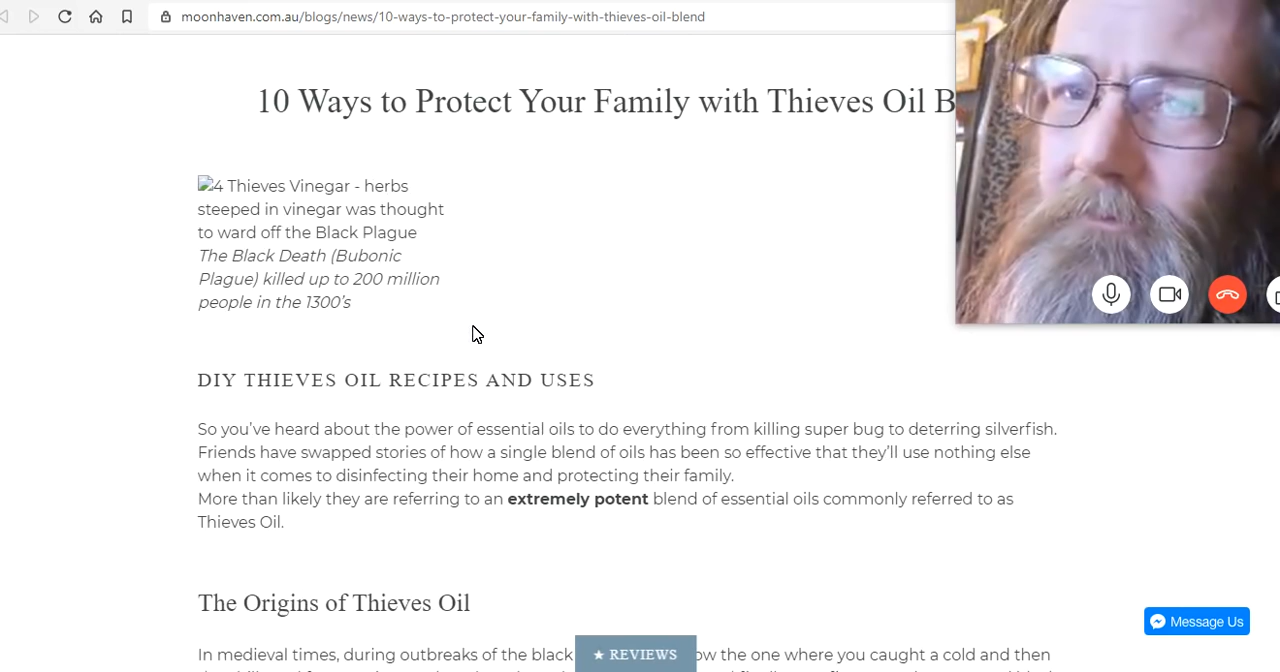 moonhaven.com.au/blogs/news/10-ways-to-protect-your-family-with-thieves-oil-blend
10 Ways to Protect Your Family with Thieves Oil B
4 Thieves Vinegar - herbs
steeped in vinegar was thought
to ward off the Black Plague
The Black Death (Bubonic
Plague) killed up to 200 million
people in the 1300's
DIY THIEVES OIL RECIPES AND USES
So you've heard about the power of essential oils to do everything from killing super bug to deterring silverfish.
Friends have swapped stories of how a single blend of oils has been so effective that they'll use nothing else
when it comes to disinfecting their home and protecting their family.
More than likely they are referring to an extremely potent blend of essential oils commonly referred to as
Thieves Oil.
Message Us
The Origins of Thieves Oil
In medieval times, during outbreaks of the black ow the one where you caught a cold and then
★ REVIEWS